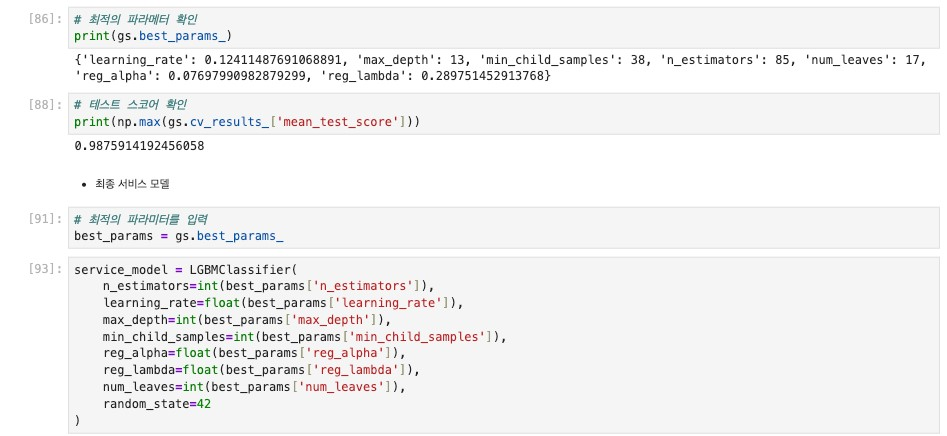 [86]: # 최적의 파라메터 확인
print(gs.best_params_)
{'learning_rate': 0.12411487691068891, 'max_depth': 13, 'min_child_samples': 38, 'n_estimators': 85, 'num_leaves': 17,
'reg_alpha': 0.07697990982879299, 'reg_lambda': 0.289751452913768}
[88]: # 테스트 스코어 확인
print(np.max(gs.cv_results_['mean_test_score']))
0.9875914192456058
• 최종 서비스 모델
[91]: # 최적의 파라미터를 입력
best_params = gs.best_params_
[93]: service_model = LGBMClassifier(
    n_estimators=int(best_params['n_estimators']),
    learning_rate=float(best_params['learning_rate']),
    max_depth=int(best_params['max_depth']),
    min_child_samples=int(best_params['min_child_samples']),
    reg_alpha=float(best_params['reg_alpha']),
    reg_lambda=float(best_params['reg_lambda']),
    num_leaves=int(best_params['num_leaves']),
    random_state=42
)